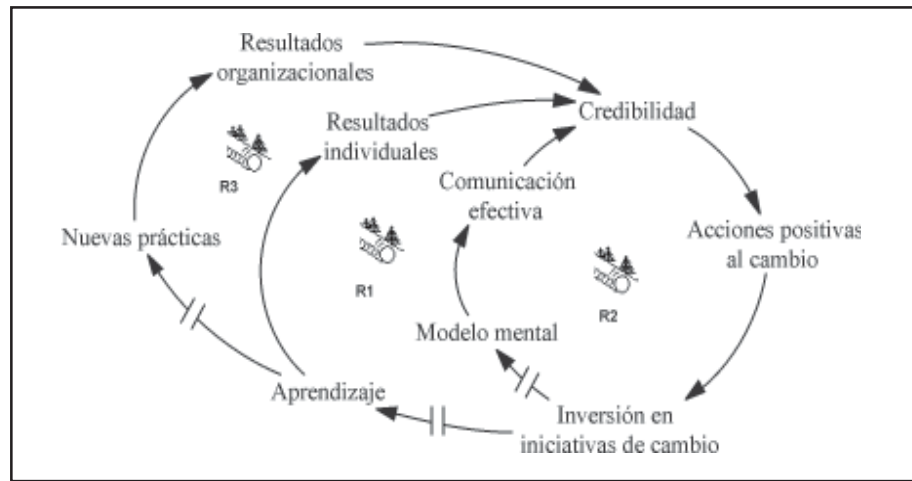 Resultados
organizacionales
Resultados
individuales
Credibilidad
R3
Comunicación
efectiva
Nuevas prácticas
Acciones positivas
al cambio
R1
R2
Modelo mental
Aprendizaje
Inversión en
iniciativas de cambio